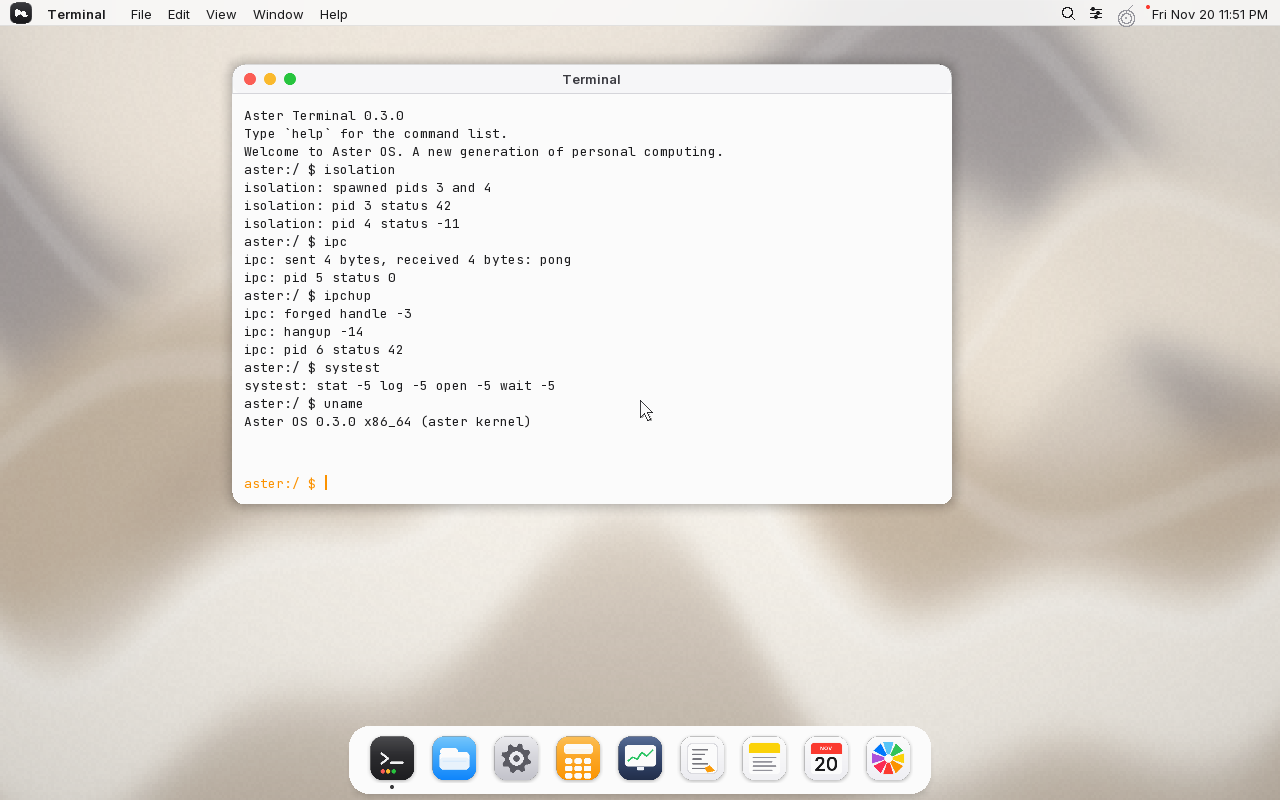 Terminal File Edit View Window Help Fri Nov 20 11:51 PM
Terminal
Aster Terminal 0.3.0
Type `help` for the command list.
Welcome to Aster OS. A new generation of personal computing.
aster:/ $ isolation
isolation: spawned pids 3 and 4
isolation: pid 3 status 42
isolation: pid 4 status -11
aster:/ $ ipc
ipc: sent 4 bytes, received 4 bytes: pong
ipc: pid 5 status 0
aster:/ $ ipchup
ipc: forged handle -3
ipc: hangup -14
ipc: pid 6 status 42
aster:/ $ systest
systest: stat -5 log -5 open -5 wait -5
aster:/ $ uname
Aster OS 0.3.0 x86_64 (aster kernel)
aster:/ $
NOV
20